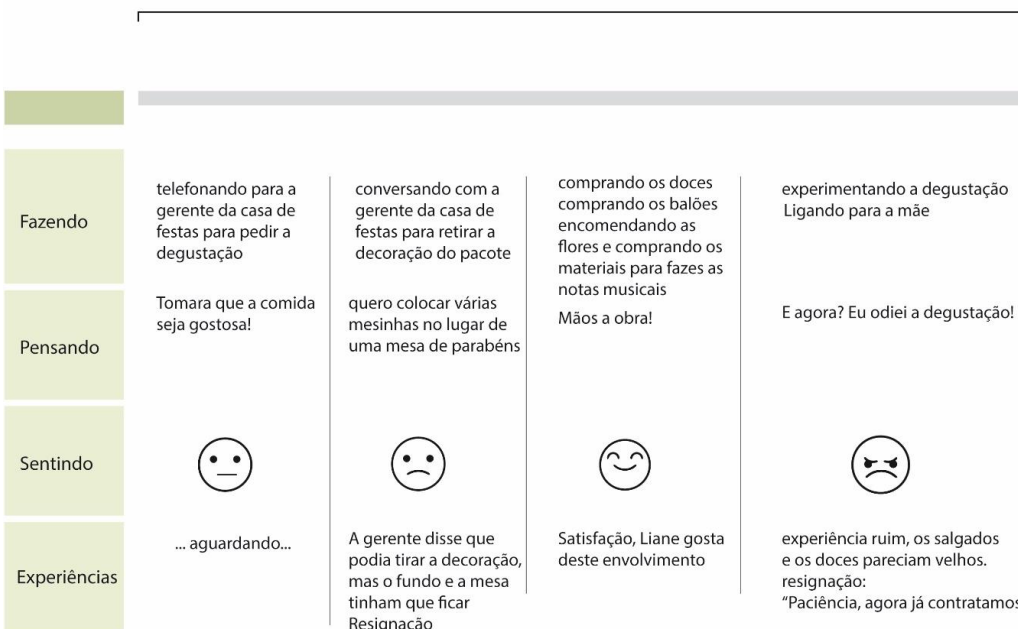 Fazendo
telefonando para a
gerente da casa de
festas para pedir a
degustação
conversando com a
gerente da casa de
festas para retirar a
decoração do pacote
comprando os doces
comprando os balões
encomendando as
flores e comprando os
materiais para fazes as
notas musicais
experimentando a degustação
Ligando para a mãe
Pensando
Tomara que a comida
seja gostosa!
quero colocar várias
mesinhas no lugar de
uma mesa de parabéns
Mãos a obra!
E agora? Eu odiei a degustação!
Sentindo
Experiências
... aguardando...
A gerente disse que
podia tirar a decoração,
mas o fundo e a mesa
tinham que ficar
Resignação
Satisfação, Liane gosta
deste envolvimento
experiência ruim, os salgados
e os doces pareciam velhos.
resignação:
“Paciência, agora já contratamos